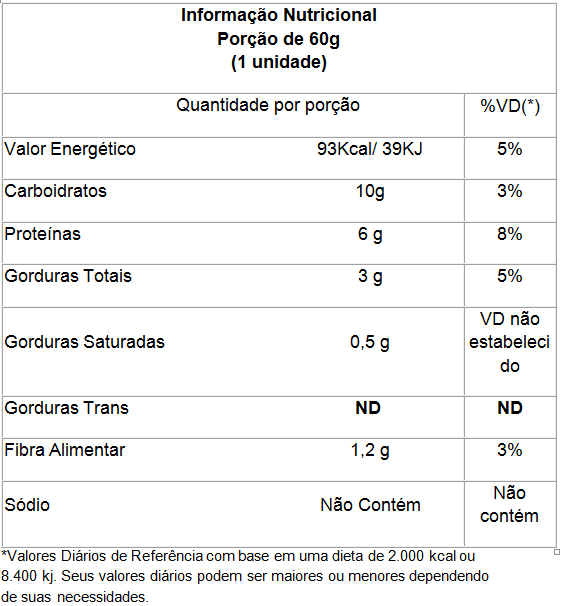 Informação Nutricional
Porção de 60g
(1 unidade)
Quantidade por porção %VD(*)
Valor Energético 93Kcal/ 39KJ 5%
Carboidratos 10g 3%
Proteínas 6 g 8%
Gorduras Totais 3 g 5%
Gorduras Saturadas 0,5 g VD não
estabeleci
do
Gorduras Trans ND ND
Fibra Alimentar 1,2 g 3%
Sódio Não Contém Não
contém
*Valores Diários de Referência com base em uma dieta de 2.000 kcal ou
8.400 kj. Seus valores diários podem ser maiores ou menores dependendo
de suas necessidades.